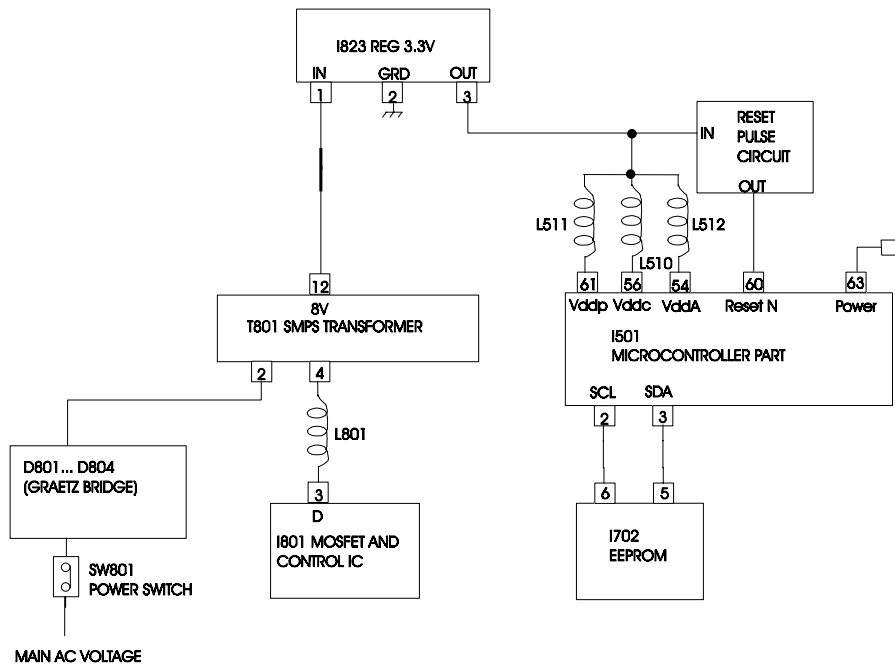 I823 REG 3.3V
IN GRD OUT
1 2 3
RESET
PULSE
CIRCUIT
IN
OUT
L511 L512
L510
61 56 54 60 63
Vddp Vddc VddA Reset N Power
I501
MICROCONTROLLER PART
SCL SDA
2 3
12
8V
T801 SMPS TRANSFORMER
2 4
L801
D801... D804
(GRAETZ BRIDGE)
3
D
I801 MOSFET AND
CONTROL IC
6 5
I702
EEPROM
SW801
POWER SWITCH
MAIN AC VOLTAGE